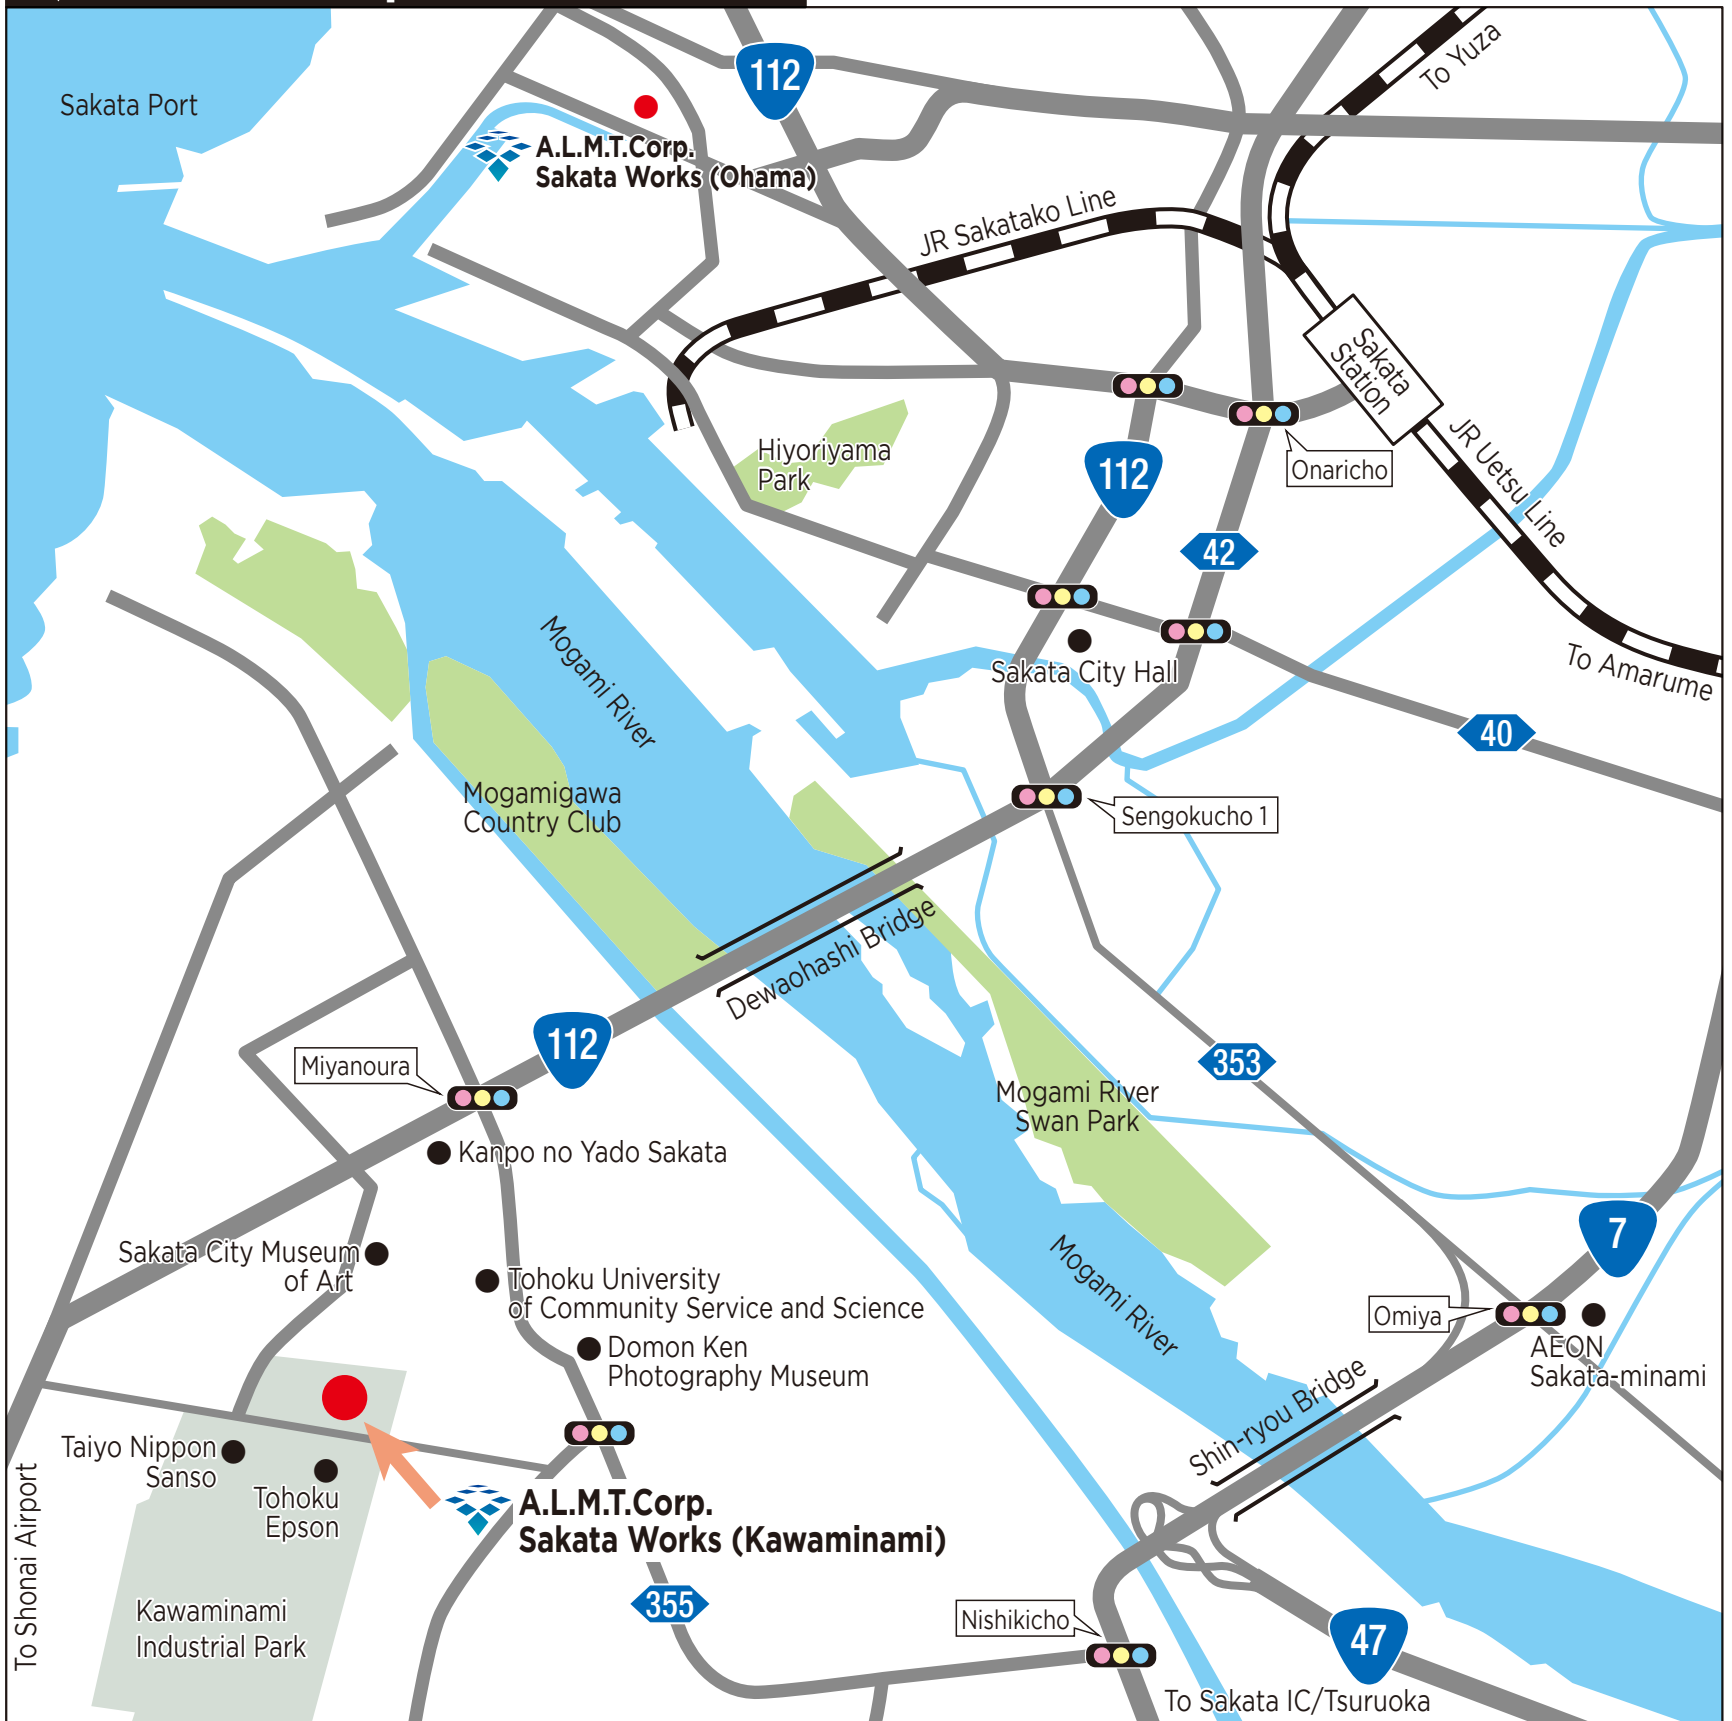 112
To Yuza
Sakata Port
A.L.M.T.Corp.
Sakata Works (Ohama)
JR Sakatako Line
Sakata
Station
JR Uetsu Line
Hiyoriyama
Park
112
Onaricho
42
Mogami River
Sakata City Hall
To Amarume
40
Mogamigawa
Country Club
Sengokucho 1
Dewaohashi Bridge
112
Miyanoura
353
Mogami River
Swan Park
Kanpo no Yado Sakata
7
Sakata City Museum
of Art
Tohoku University
of Community Service and Science
Mogami River
Omiya
Domon Ken
Photography Museum
AEON
Sakata-minami
Shin-ryou Bridge
Taiyo Nippon
Sanso
Tohoku
Epson
A.L.M.T.Corp.
Sakata Works (Kawaminami)
To Shonai Airport
355
Kawaminami
Industrial Park
Nishikicho
47
To Sakata IC/Tsuruoka